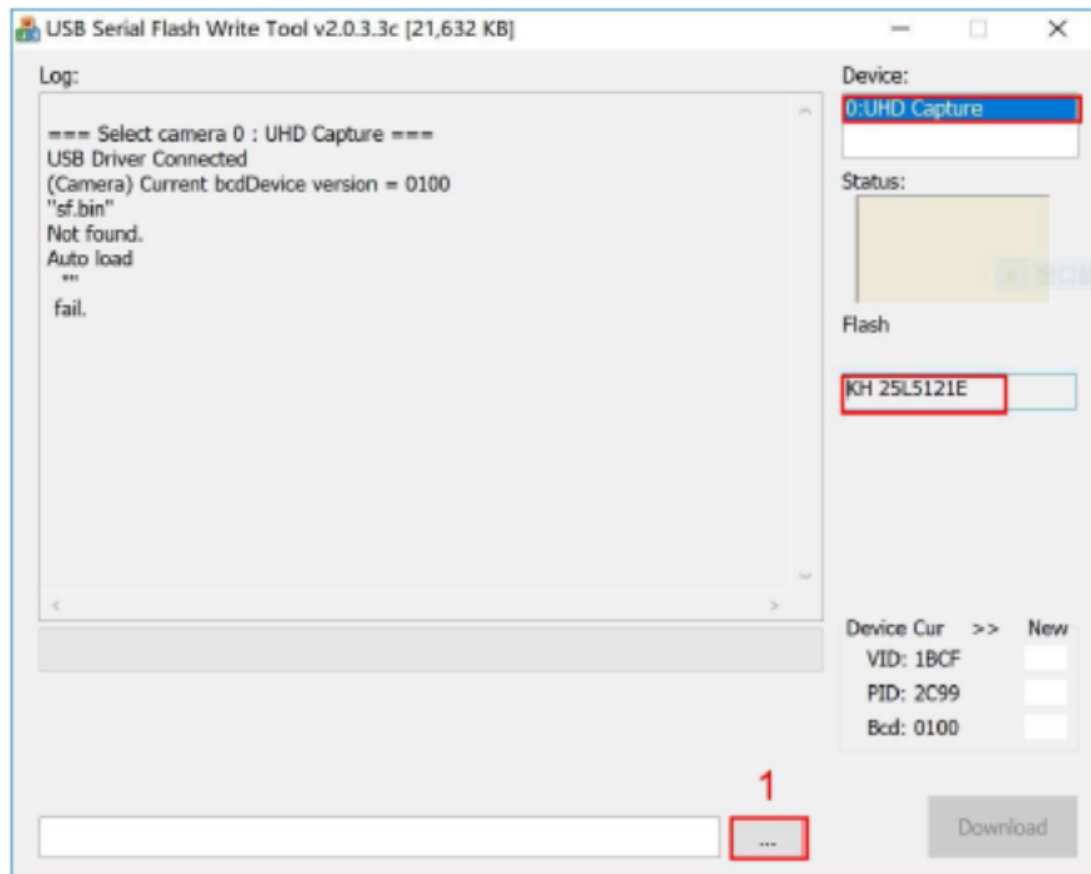 USB Serial Flash Write Tool v2.0.3.3c [21,632 KB]
Log:
=== Select camera 0 : UHD Capture ===
USB Driver Connected
(Camera) Current bcdDevice version = 0100
"sf.bin"
Not found.
Auto load
""
fail.
Device:
0:UHD Capture
Status:
Flash
KH 25L5121E
Device Cur >> New
VID: 1BCF
PID: 2C99
Bcd: 0100
1
...
Download